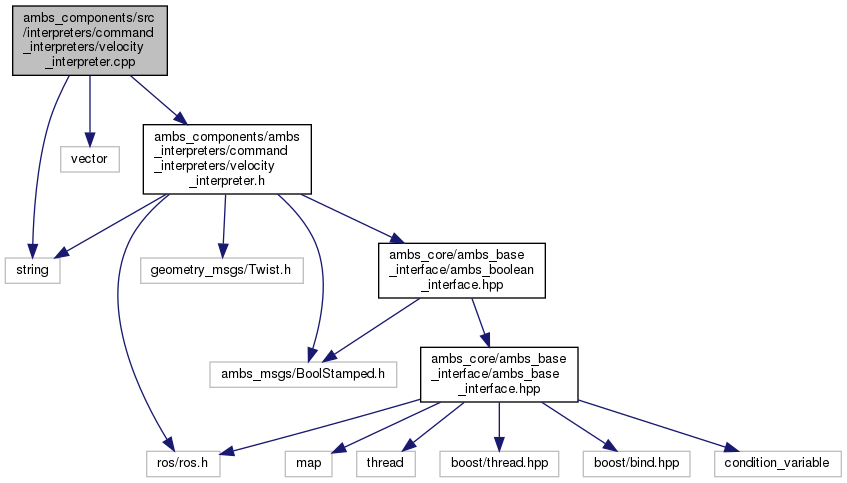 ambs_components/src
/interpreters/command
_interpreters/velocity
_interpreter.cpp
vector
ambs_components/ambs
_interpreters/command
_interpreters/velocity
_interpreter.h
string
geometry_msgs/Twist.h
ambs_core/ambs_base
_interface/ambs_boolean
_interface.hpp
ambs_msgs/BoolStamped.h
ambs_core/ambs_base
_interface/ambs_base
_interface.hpp
ros/ros.h
map
thread
boost/thread.hpp
boost/bind.hpp
condition_variable